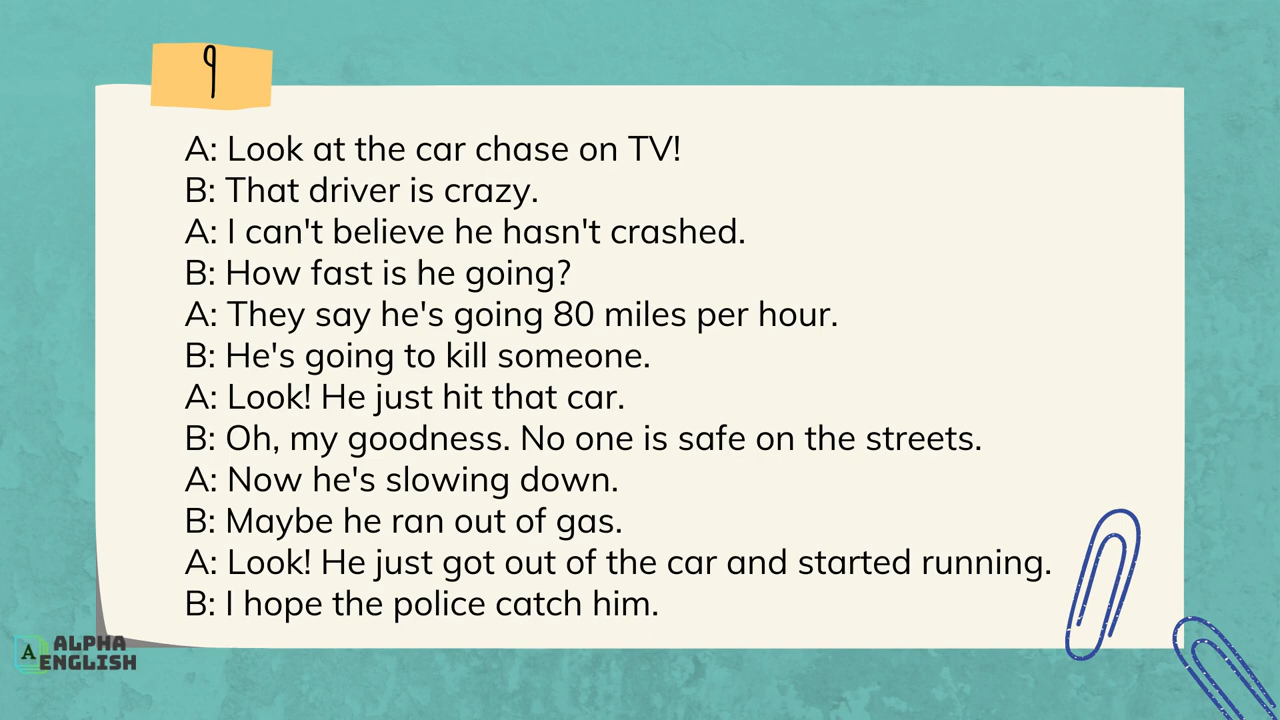 9
A: Look at the car chase on TV!
B: That driver is crazy.
A: I can't believe he hasn't crashed.
B: How fast is he going?
A: They say he's going 80 miles per hour.
B: He's going to kill someone.
A: Look! He just hit that car.
B: Oh, my goodness. No one is safe on the streets.
A: Now he's slowing down.
B: Maybe he ran out of gas.
A: Look! He just got out of the car and started running.
B: I hope the police catch him.
A
ALPHA
ENGLISH